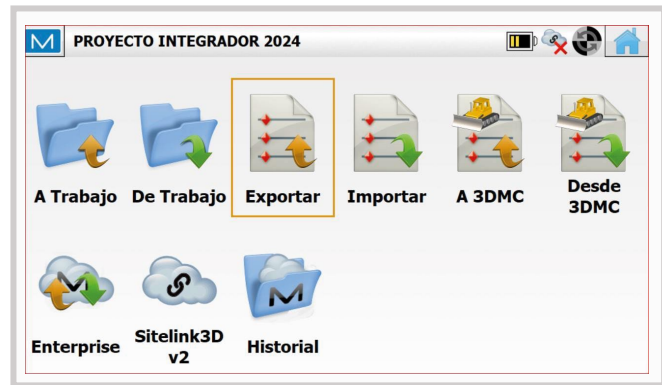 PROYECTO INTEGRADOR 2024
A Trabajo
De Trabajo
Exportar
Importar
A 3DMC
Desde
3DMC
Enterprise
Sitelink3D
v2
Historial